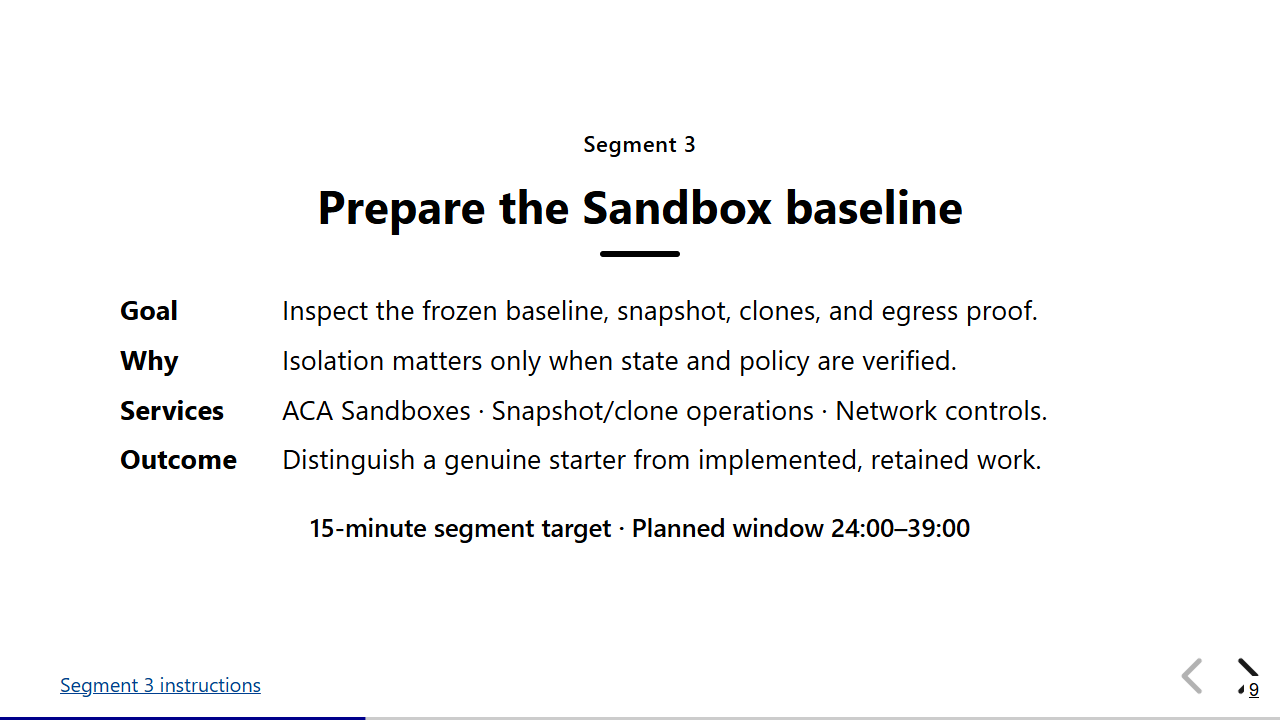 Segment 3
Prepare the Sandbox baseline
Goal Inspect the frozen baseline, snapshot, clones, and egress proof.
Why Isolation matters only when state and policy are verified.
Services ACA Sandboxes · Snapshot/clone operations · Network controls.
Outcome Distinguish a genuine starter from implemented, retained work.
15-minute segment target · Planned window 24:00–39:00
Segment 3 instructions
9